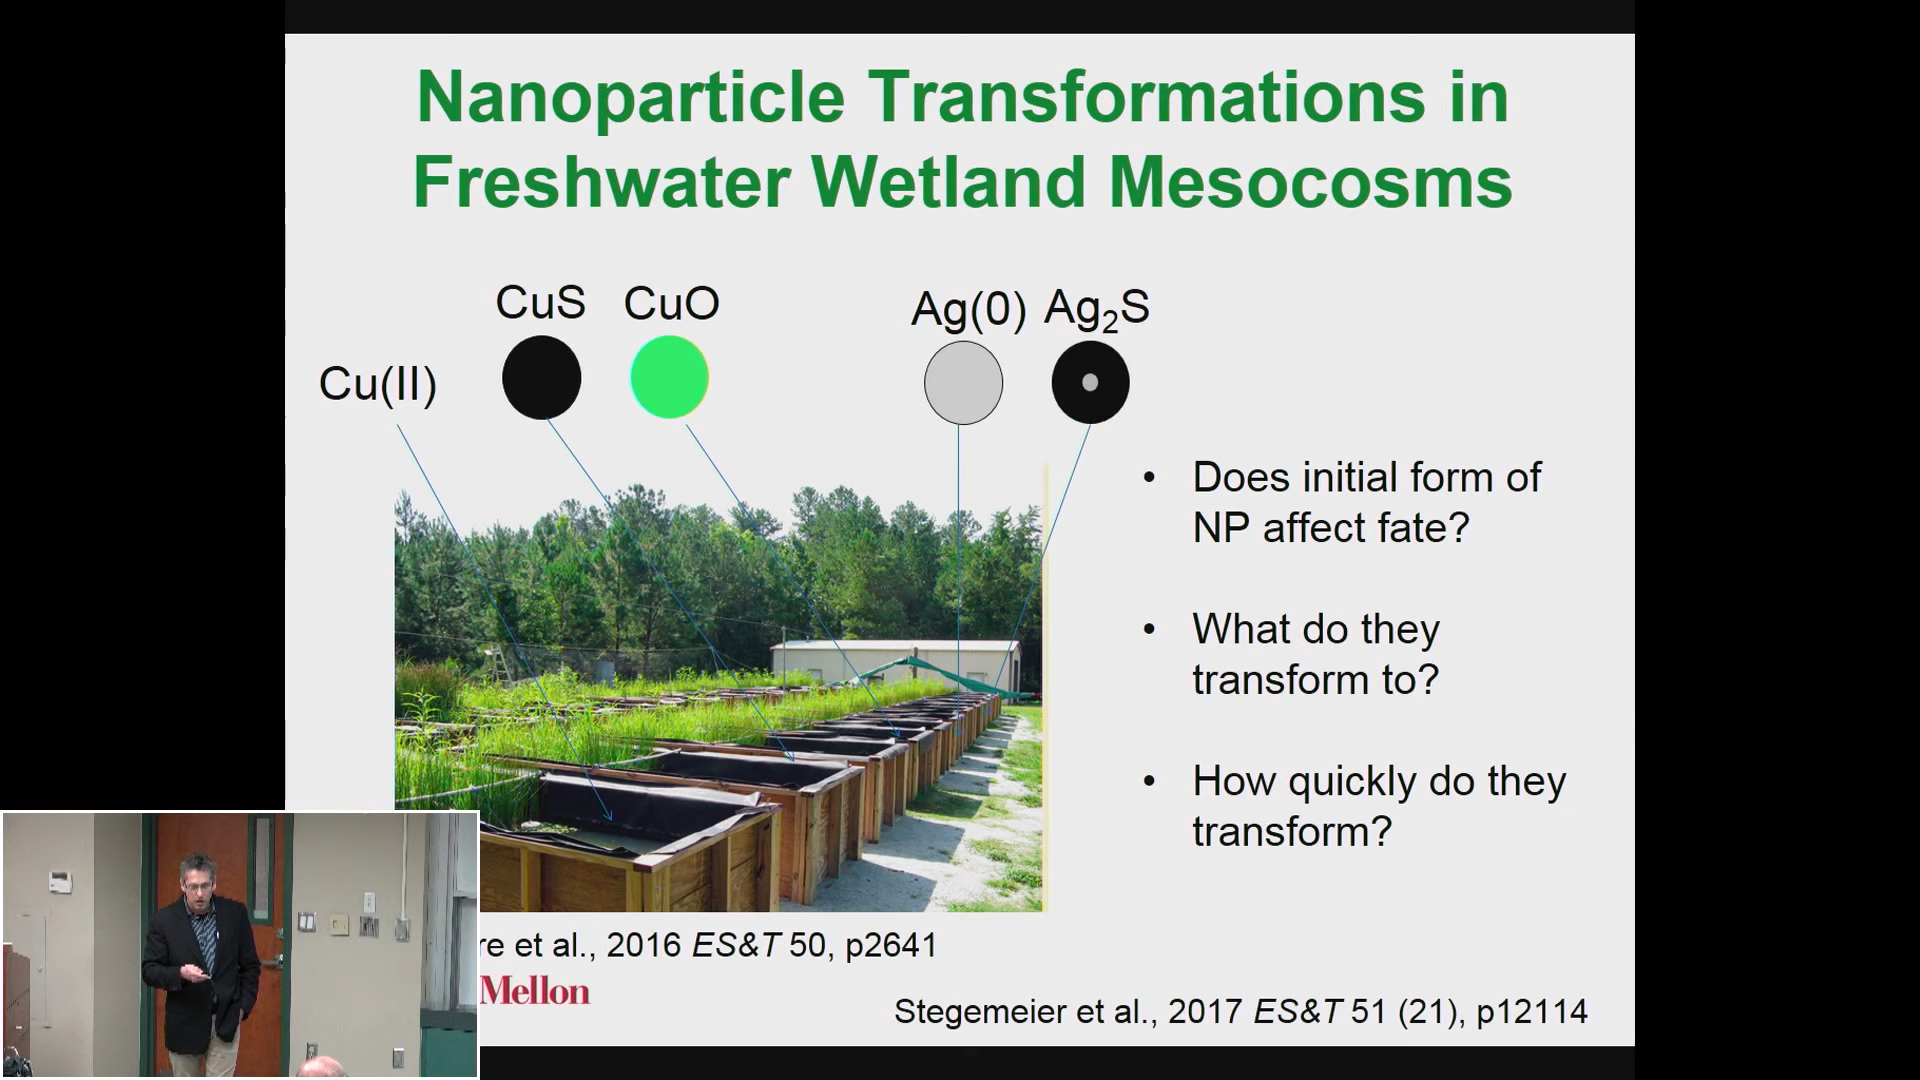 Nanoparticle Transformations in
Freshwater Wetland Mesocosms
CuS CuO
Ag(0) Ag₂S
Cu(II)
• Does initial form of
NP affect fate?
• What do they
transform to?
• How quickly do they
transform?
re et al., 2016 ES&T 50, p2641
Mellon
Stegemeier et al., 2017 ES&T 51 (21), p12114